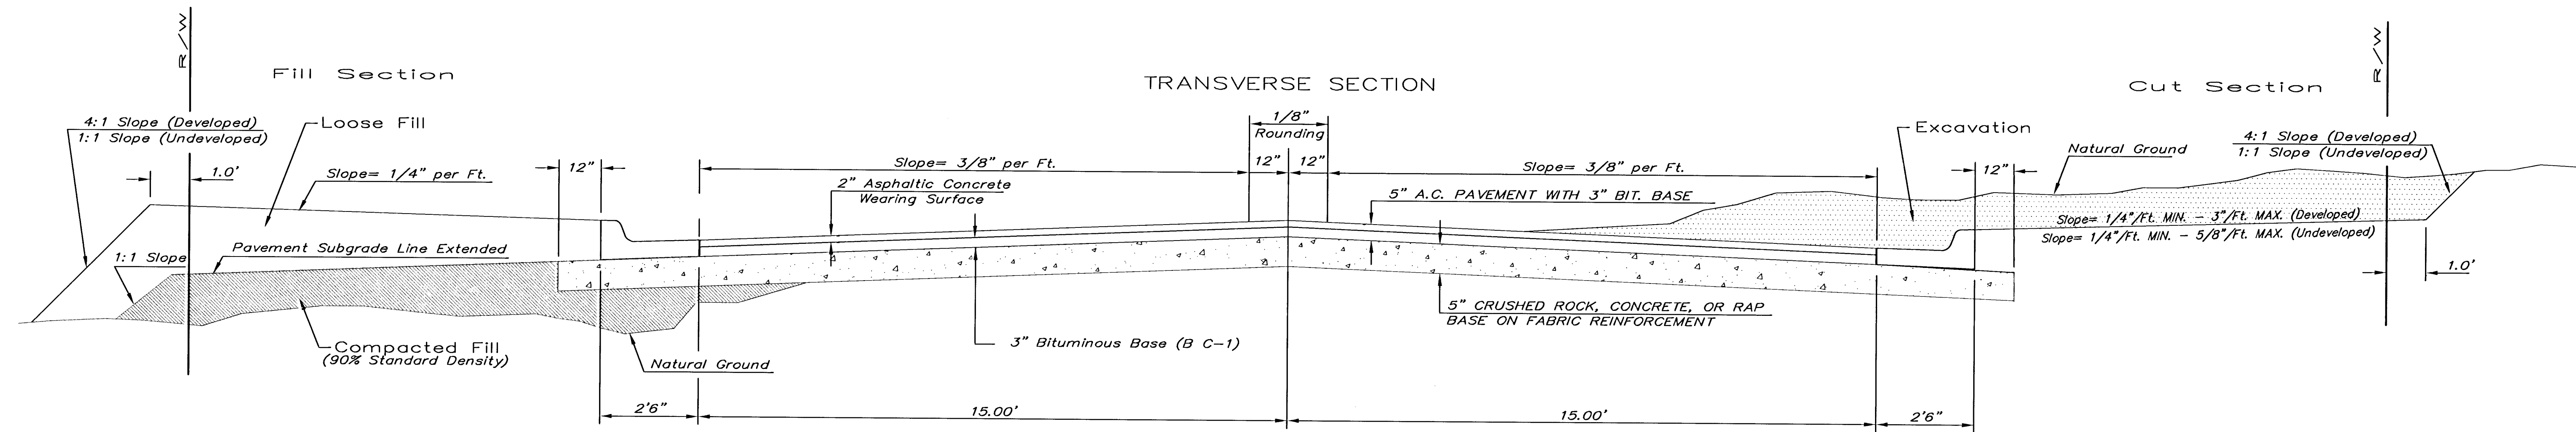 R/W
Fill Section
TRANSVERSE SECTION
Cut Section
R/W
4:1 Slope (Developed)
1:1 Slope (Undeveloped)
Loose Fill
1.0'
Slope= 1/4" per Ft.
12"
Slope= 3/8" per Ft.
1/8"
Rounding
12"
12"
Slope= 3/8" per Ft.
Excavation
12"
Natural Ground
4:1 Slope (Developed)
1:1 Slope (Undeveloped)
2" Asphaltic Concrete
Wearing Surface
5" A.C. PAVEMENT WITH 3" BIT. BASE
Slope= 1/4"/Ft. MIN. - 3"/Ft. MAX. (Developed)
Slope= 1/4"/Ft. MIN. - 5/8"/Ft. MAX. (Undeveloped)
1:1 Slope
Pavement Subgrade Line Extended
1.0'
5" CRUSHED ROCK, CONCRETE, OR RAP
BASE ON FABRIC REINFORCEMENT
3" Bituminous Base (B C-1)
Compacted Fill
(90% Standard Density)
Natural Ground
2'6"
15.00'
15.00'
2'6"